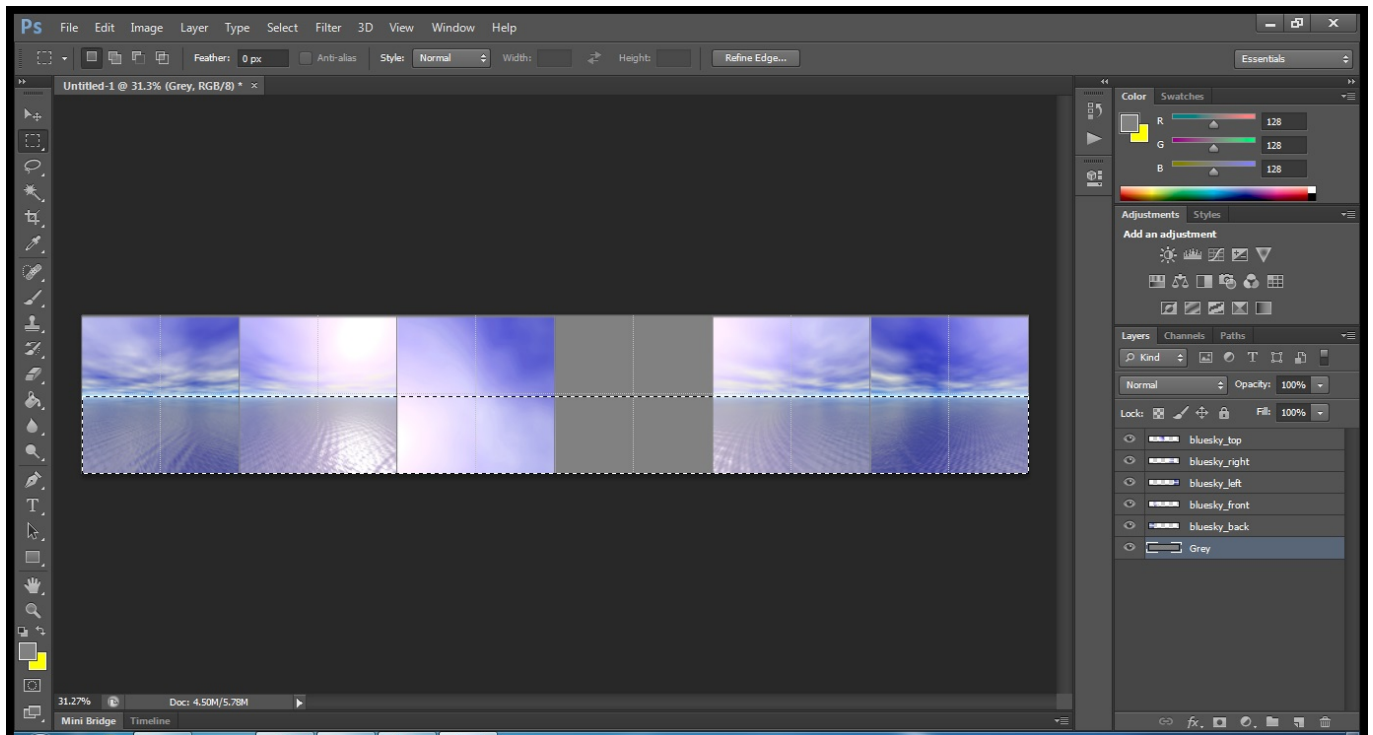 Ps File Edit Image Layer Type Select Filter 3D View Window Help
Feather: 0 px Anti-alias Style: Normal Width: Height: Refine Edge... Essentials
Untitled-1 @ 31.3% (Grey, RGB/8) * ×
Color Swatches
R 128
G 128
B 128
Adjustments Styles
Add an adjustment
Layers Channels Paths
Kind
Normal Opacity: 100%
Lock: Fill: 100%
bluesky_top
bluesky_right
bluesky_left
bluesky_front
bluesky_back
Grey
31.27% Doc: 4.50M/5.78M
Mini Bridge Timeline
fx